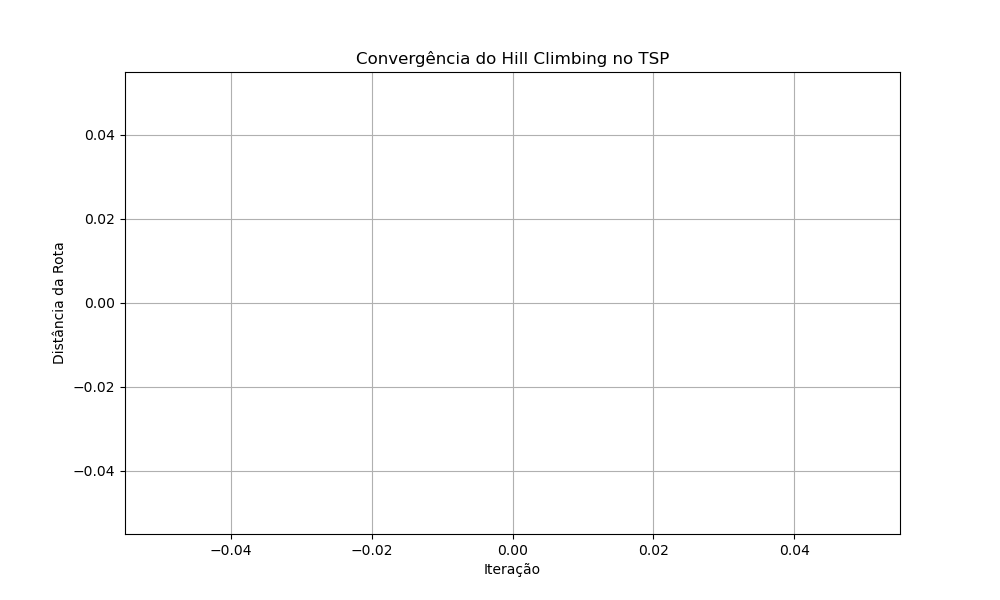 Convergência do Hill Climbing no TSP
0.04
0.02
0.00
−0.02
−0.04
Distância da Rota
−0.04 −0.02 0.00 0.02 0.04
Iteração